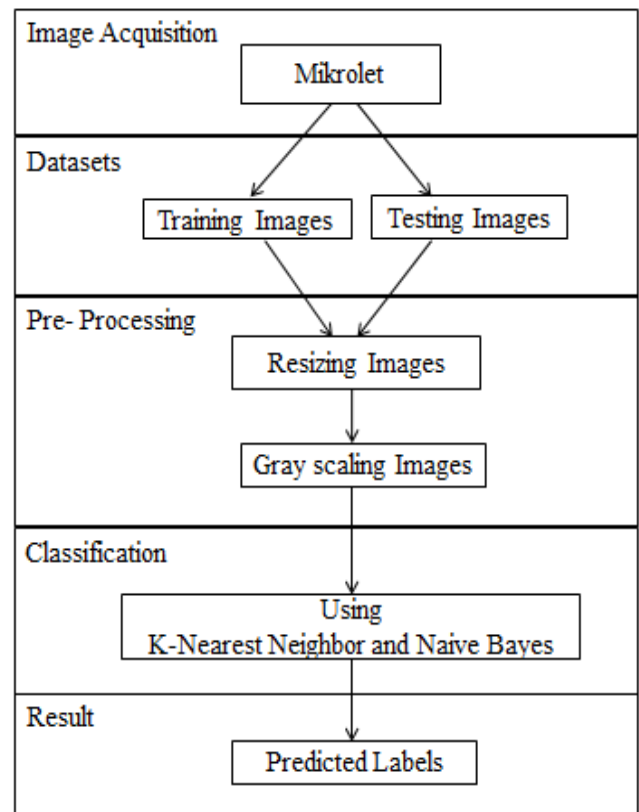 Image Acquisition
Mikrolet
Datasets
Training Images
Testing Images
Pre- Processing
Resizing Images
Gray scaling Images
Classification
Using
K-Nearest Neighbor and Naive Bayes
Result
Predicted Labels